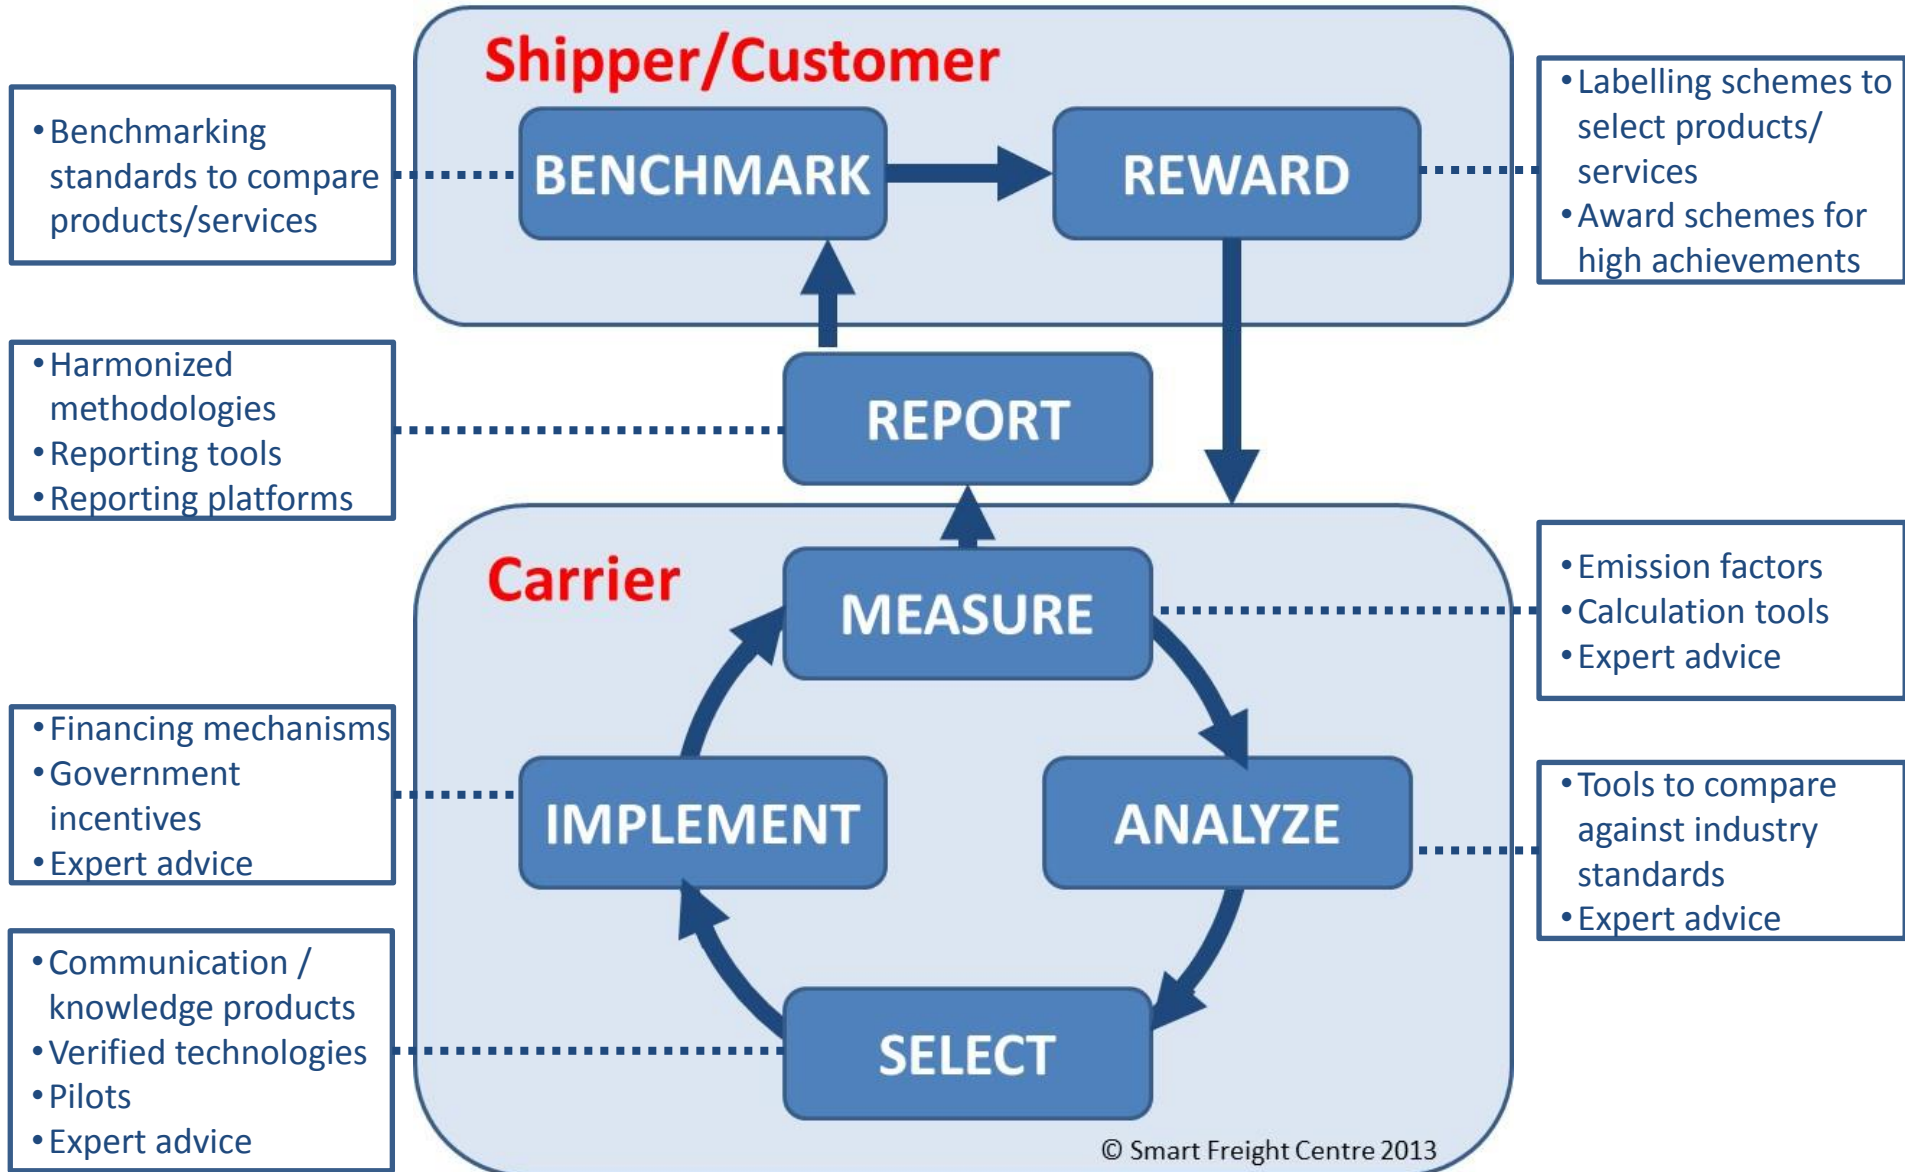 Shipper/Customer
• Benchmarking
standards to compare
products/services
BENCHMARK
REWARD
• Labelling schemes to
select products/
services
• Award schemes for
high achievements
• Harmonized
methodologies
• Reporting tools
• Reporting platforms
REPORT
Carrier
MEASURE
• Emission factors
• Calculation tools
• Expert advice
• Financing mechanisms
• Government
incentives
• Expert advice
IMPLEMENT
ANALYZE
• Tools to compare
against industry
standards
• Expert advice
• Communication /
knowledge products
• Verified technologies
• Pilots
• Expert advice
SELECT
© Smart Freight Centre 2013